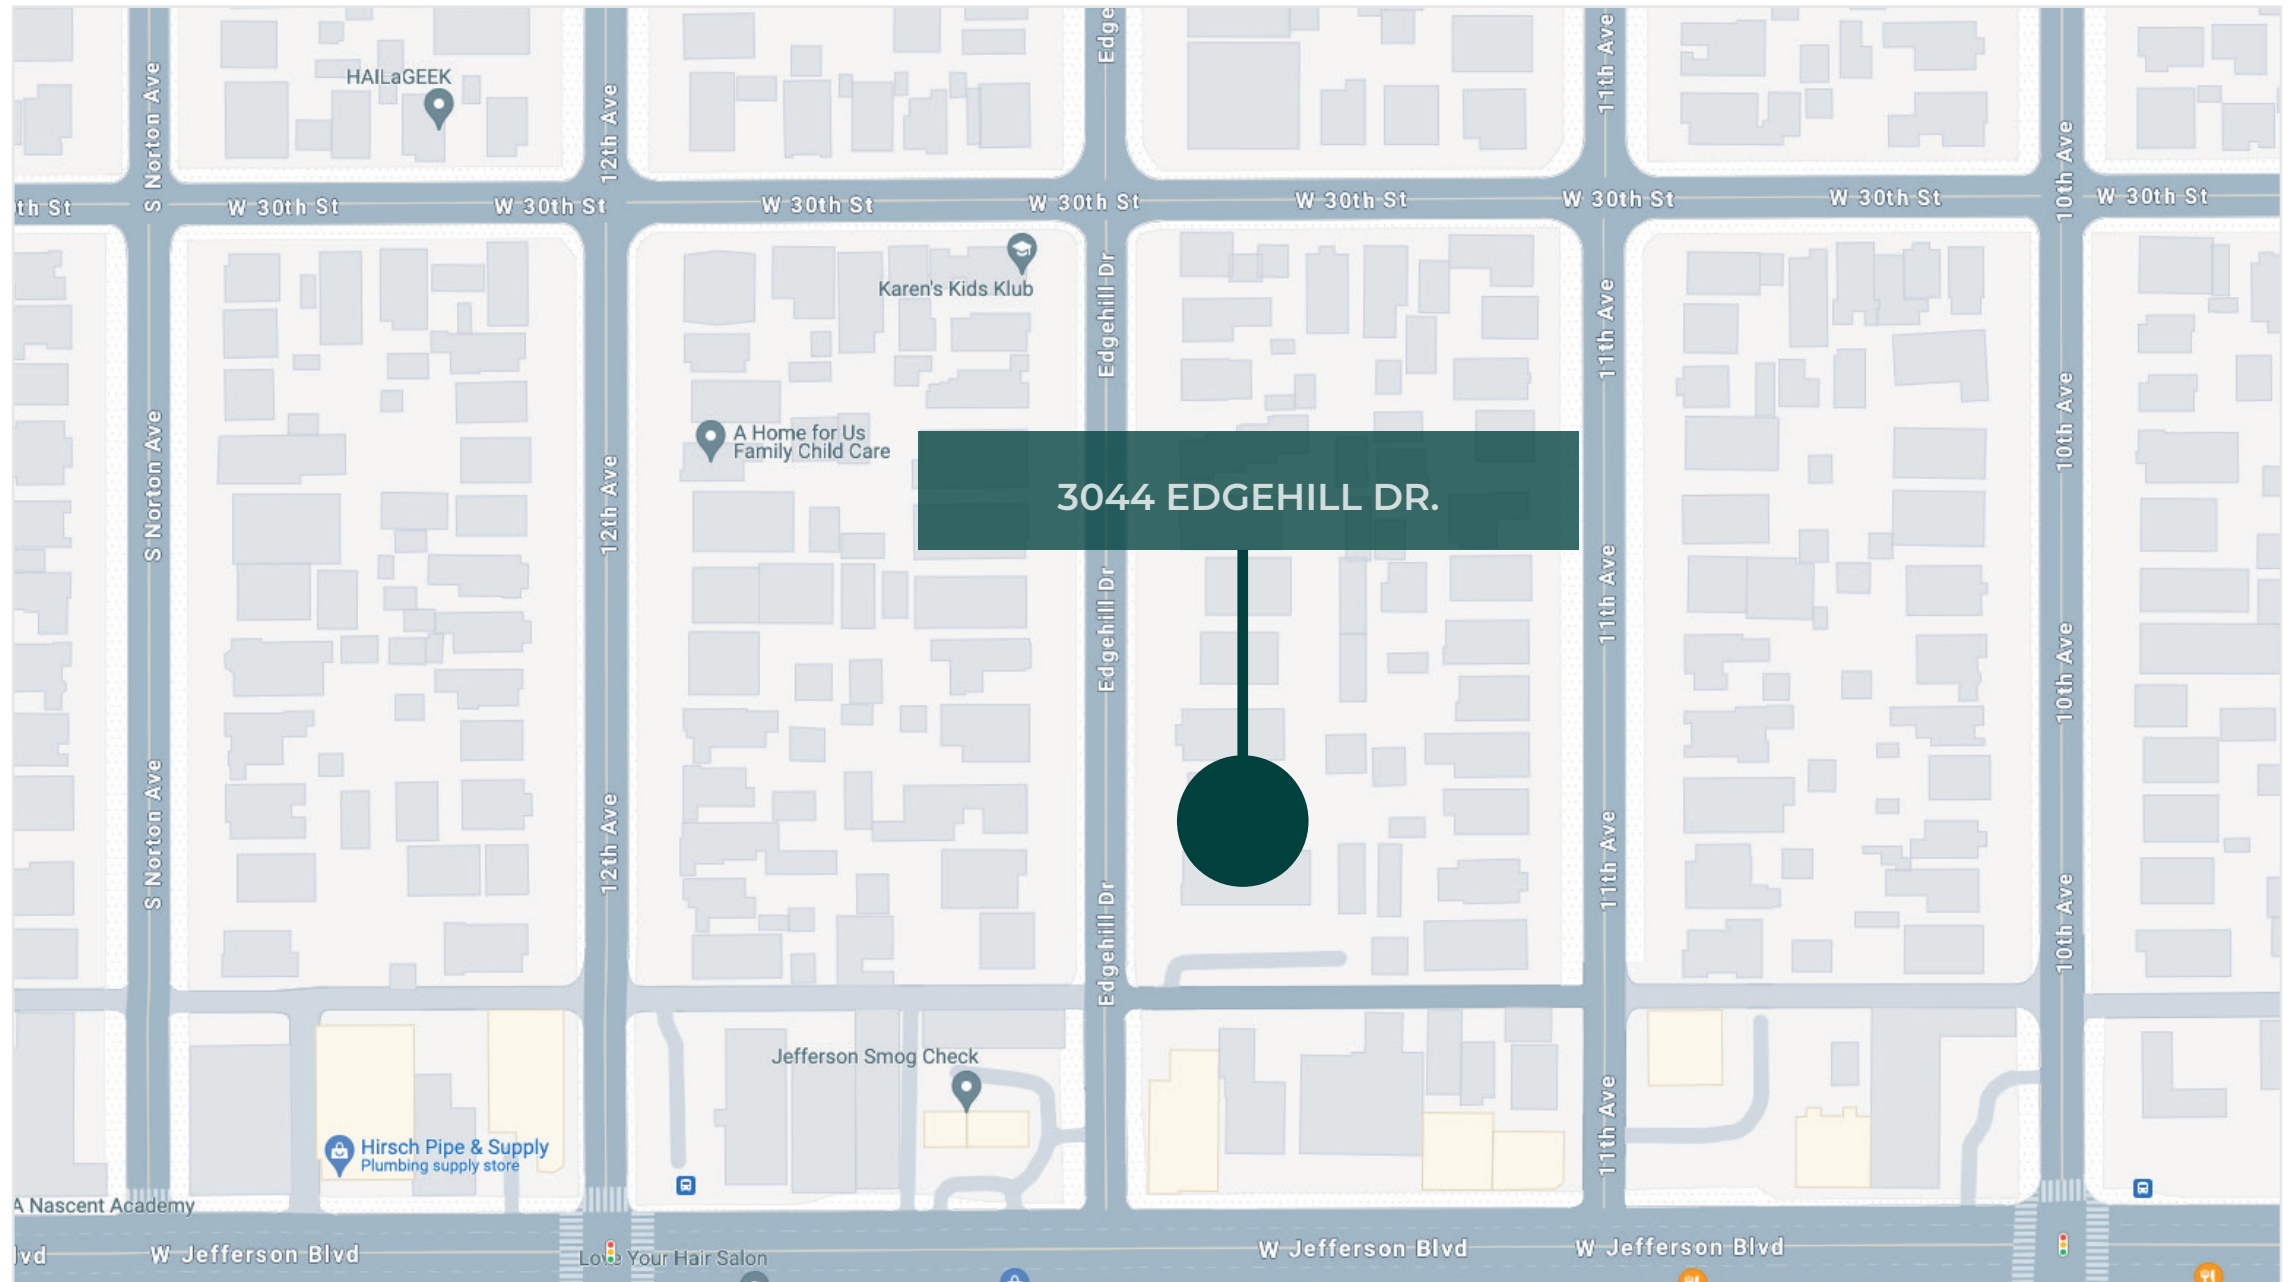 HAILaGEEK
S Norton Ave
12th Ave
Edge
11th Ave
10th Ave
th St
W 30th St
W 30th St
W 30th St
W 30th St
W 30th St
W 30th St
W 30th St
W 30th St
Karen's Kids Klub
Edgehill Dr
11th Ave
A Home for Us
Family Child Care
S Norton Ave
12th Ave
10th Ave
3044 EDGEHILL DR.
Edgehill Dr
11th Ave
10th Ave
S Norton Ave
12th Ave
Edgehill Dr
11th Ave
10th Ave
Jefferson Smog Check
11th Ave
Hirsch Pipe & Supply
Plumbing supply store
A Nascent Academy
lvd
W Jefferson Blvd
Love Your Hair Salon
W Jefferson Blvd
W Jefferson Blvd